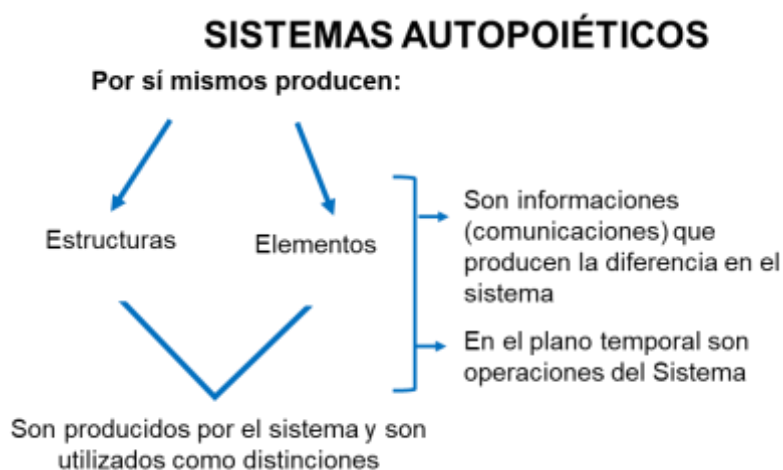 SISTEMAS AUTOPOIÉTICOS
Por sí mismos producen:
Estructuras
Elementos
Son informaciones
(comunicaciones) que
producen la diferencia en el
sistema
En el plano temporal son
operaciones del Sistema
Son producidos por el sistema y son
utilizados como distinciones